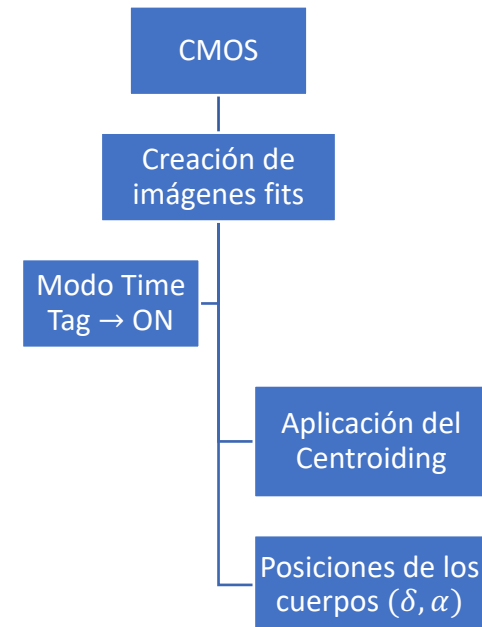 CMOS
Creación de
imágenes fits
Modo Time
Tag → ON
Aplicación del
Centroiding
Posiciones de los
cuerpos (δ, α)